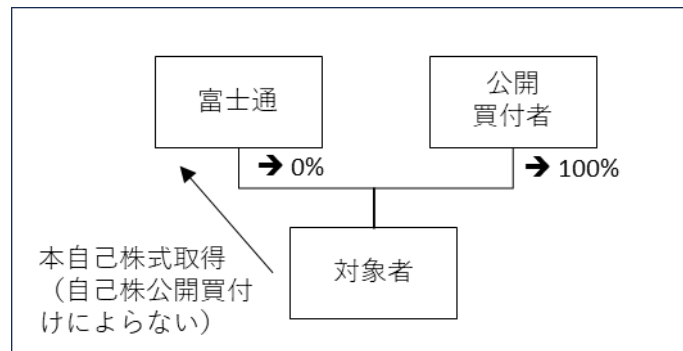 富士通
公開
買付者
➔ 0%
➔ 100%
対象者
本自己株式取得
（自己株公開買付
けによらない）